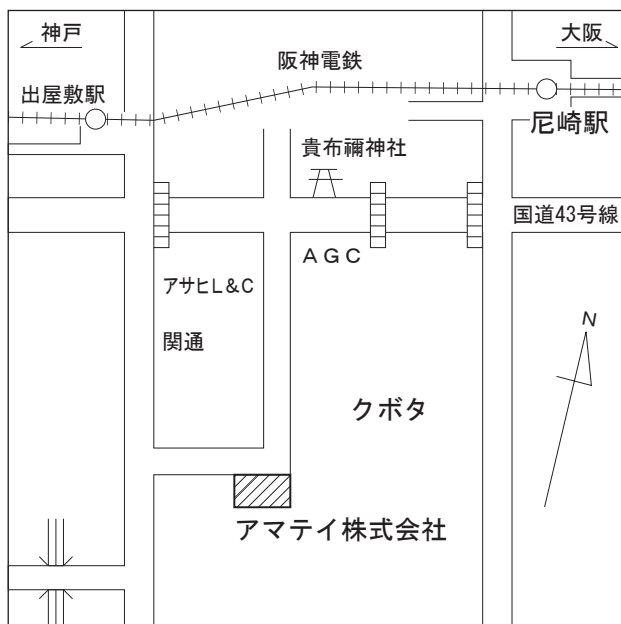 神戸
大阪
阪神電鉄
出屋敷駅
尼崎駅
貴布禰神社
国道43号線
ＡＧＣ
アサヒL&C
関通
N
クボタ
アマテイ株式会社